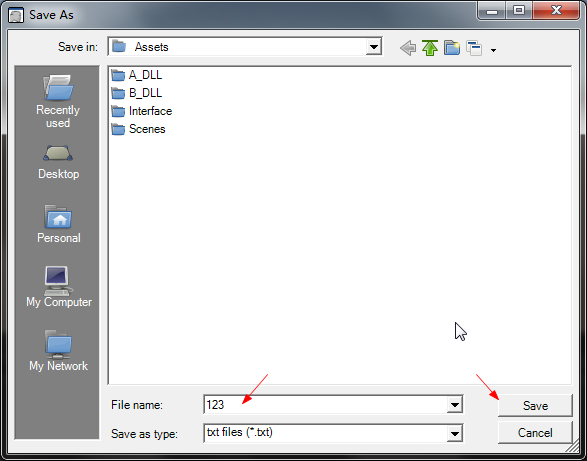 Save As
Save in:
Assets
Recently
used
Desktop
Personal
My Computer
My Network
A_DLL
B_DLL
Interface
Scenes
File name:
123
Save
Save as type:
txt files (*.txt)
Cancel